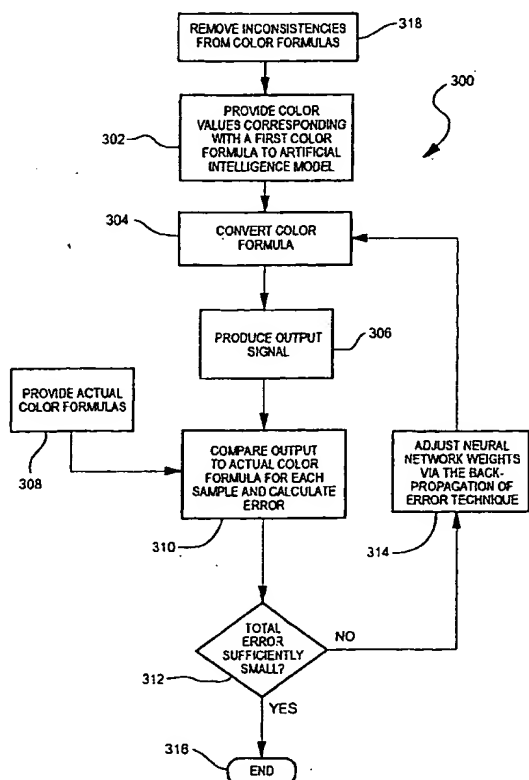 REMOVE INCONSISTENCIES
FROM COLOR FORMULAS
318
300
PROVIDE COLOR
VALUES CORRESPONDING
WITH A FIRST COLOR
FORMULA TO ARTIFICIAL
INTELLIGENCE MODEL
302
304
CONVERT COLOR
FORMULA
PRODUCE OUTPUT
SIGNAL
306
PROVIDE ACTUAL
COLOR FORMULAS
308
COMPARE OUTPUT
TO ACTUAL COLOR
FORMULA FOR EACH
SAMPLE AND CALCULATE
ERROR
310
ADJUST NEURAL
NETWORK WEIGHTS
VIA THE BACK-
PROPAGATION OF
ERROR TECHNIQUE
314
TOTAL
ERROR
SUFFICIENTLY
SMALL?
312
NO
YES
316
END